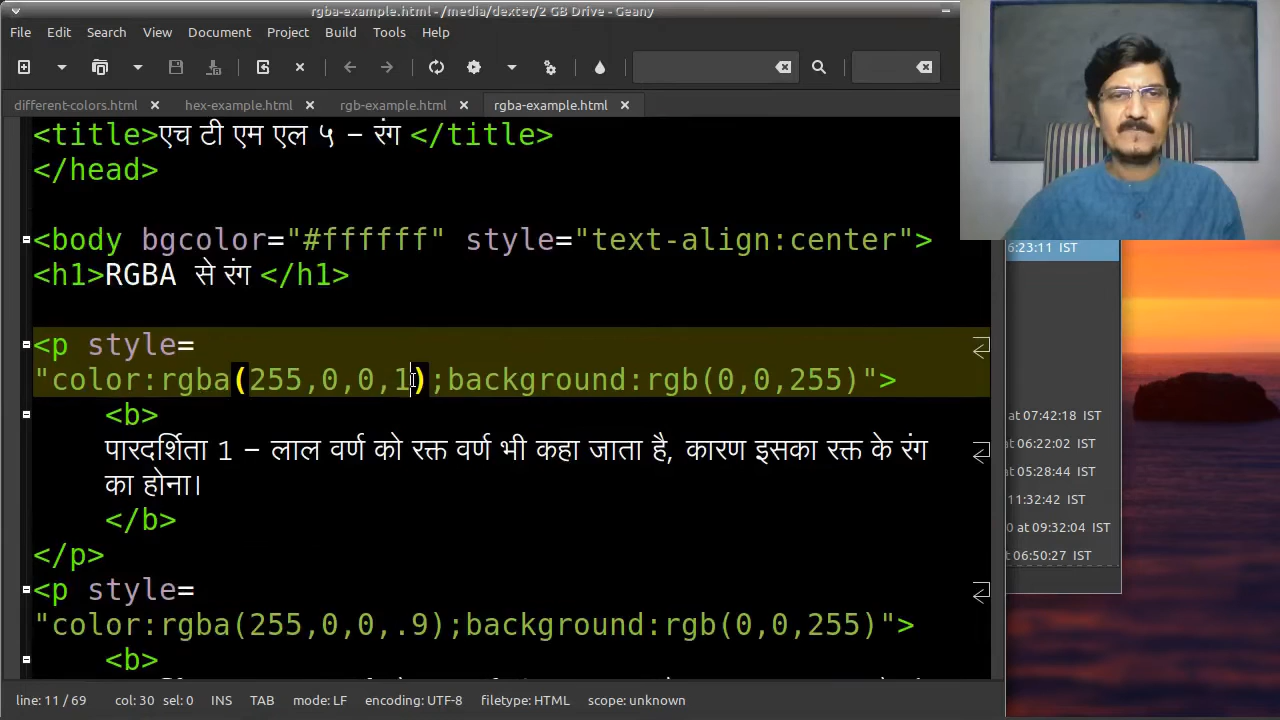 rgba-example.html - /media/dexter/2 GB Drive - Geany
File Edit Search View Document Project Build Tools Help
different-colors.html hex-example.html rgb-example.html rgba-example.html
<title>एच टी एम एल ५ – रंग </title>
</head>
<body bgcolor="#ffffff" style="text-align:center">
<h1>RGBA से रंग </h1>
<p style=
"color:rgba(255,0,0,1);background:rgb(0,0,255)">
<b>
पारदर्शिता 1 – लाल वर्ण को रक्त वर्ण भी कहा जाता है, कारण इसका रक्त के रंग
का होना।
</b>
</p>
<p style=
"color:rgba(255,0,0,.9);background:rgb(0,0,255)">
<b>
line: 11 / 69 col: 30 sel: 0 INS TAB mode: LF encoding: UTF-8 filetype: HTML scope: unknown
6:23:11 IST
at 07:42:18 IST
at 06:22:02 IST
at 05:28:44 IST
11:32:42 IST
0 at 09:32:04 IST
at 06:50:27 IST